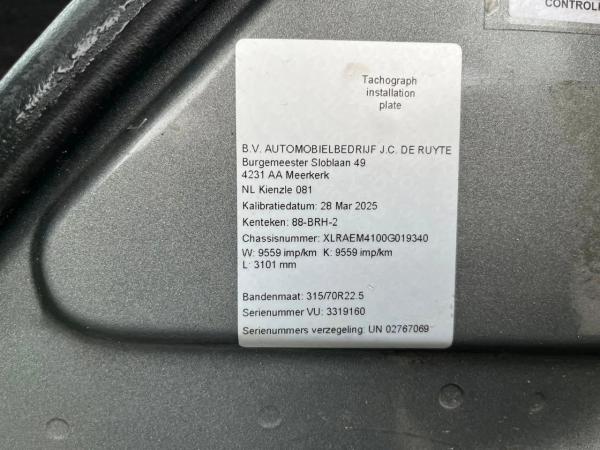 CONTROLE
Tachograph
installation
plate
B.V. AUTOMOBIELBEDRIJF J.C. DE RUYTE
Burgemeester Sloblaan 49
4231 AA Meerkerk
NL Kienzle 081
Kalibratiedatum: 28 Mar 2025
Kenteken: 88-BRH-2
Chassisnummer: XLRAEM4100G019340
W: 9559 imp/km K: 9559 imp/km
L: 3101 mm
Bandenmaat: 315/70R22.5
Serienummer VU: 3319160
Serienummers verzegeling: UN 02767069